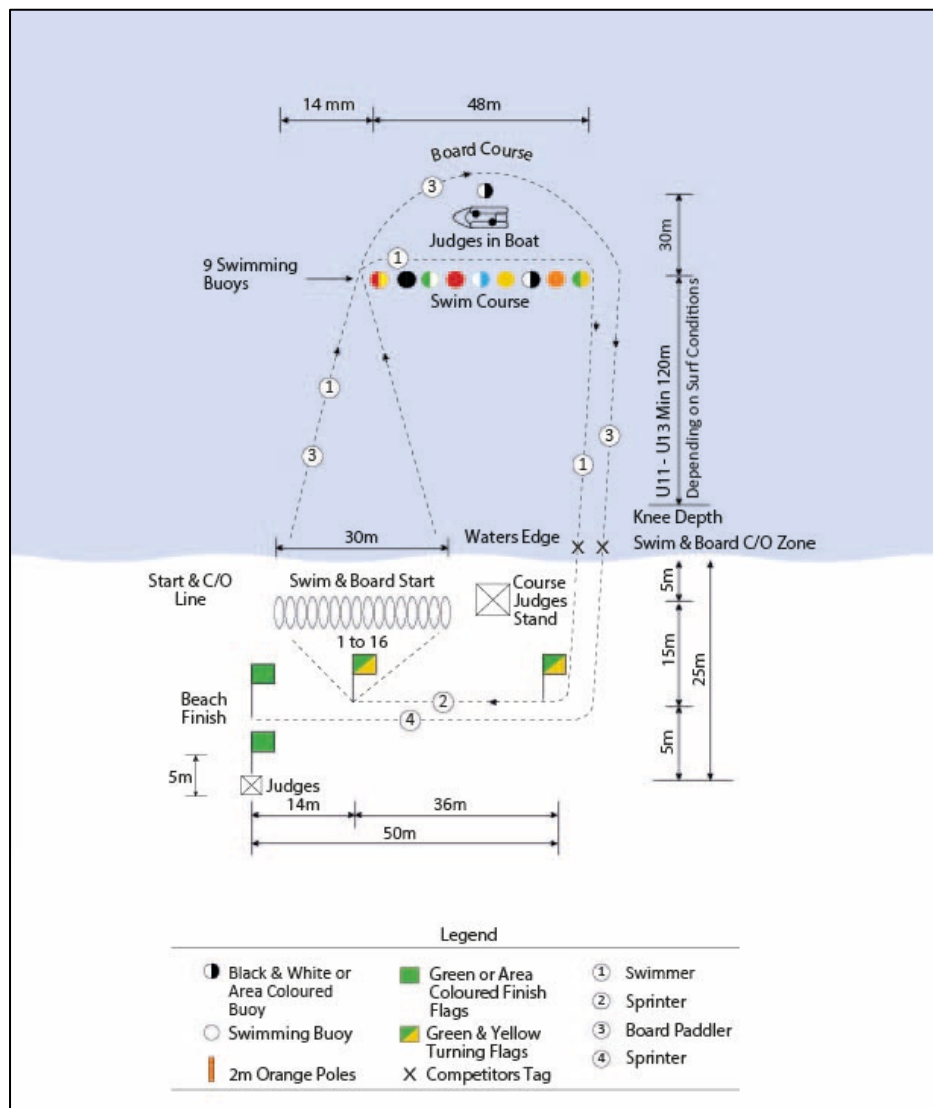 14 mm
48m
Board Course
3
30m
Judges in Boat
1
9 Swimming
Buoys
Swim Course
U11 - U13 Min 120m
Depending on Surf Conditions
1
3
3
1
Knee Depth
Waters Edge
Swim & Board C/O Zone
30m
Start & C/O
Line
Swim & Board Start
Course
Judges
Stand
1 to 16
5m
15m
25m
5m
Beach
Finish
2
4
5m
Judges
14m
36m
50m
Legend
Black & White or
Area Coloured
Buoy
Swimming Buoy
2m Orange Poles
Green or Area
Coloured Finish
Flags
Green & Yellow
Turning Flags
X Competitors Tag
1 Swimmer
2 Sprinter
3 Board Paddler
4 Sprinter